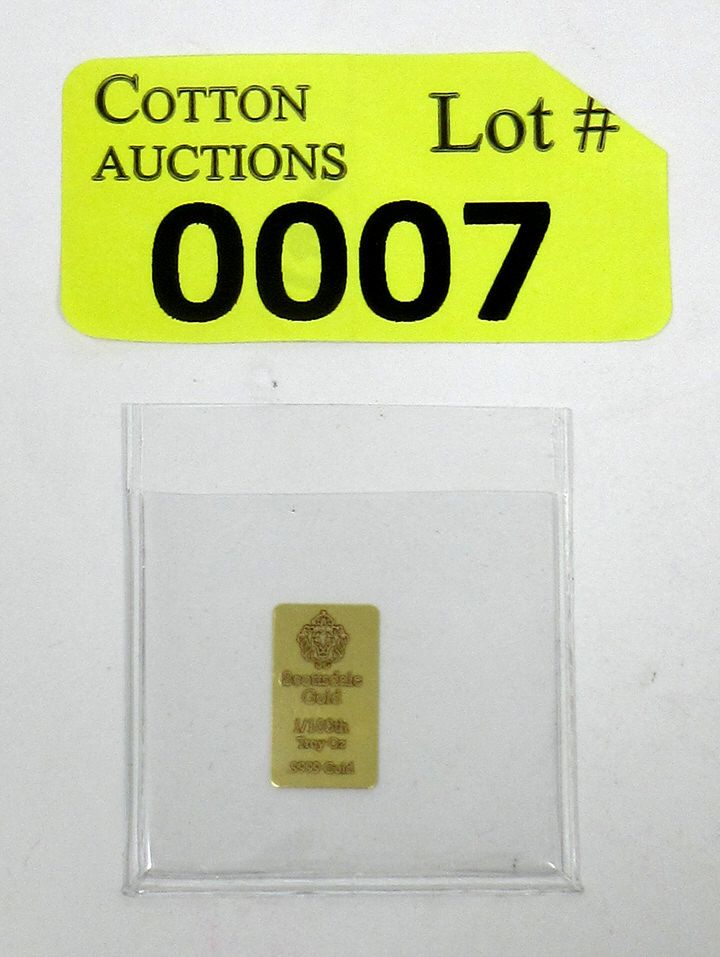 COTTON
AUCTIONS
Lot #
0007
Scottsdale
Gold
1/100th
Troy Oz
.9999 Gold